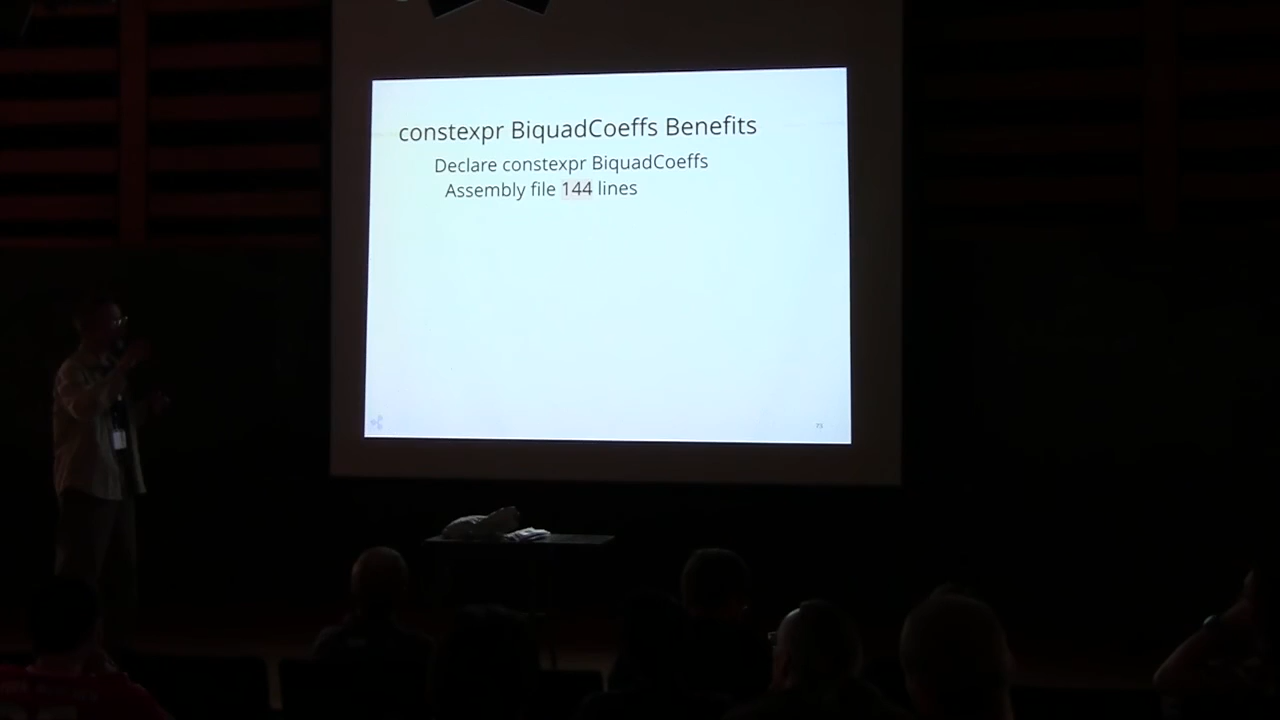 constexpr BiquadCoeffs Benefits
Declare constexpr BiquadCoeffs
Assembly file 144 lines